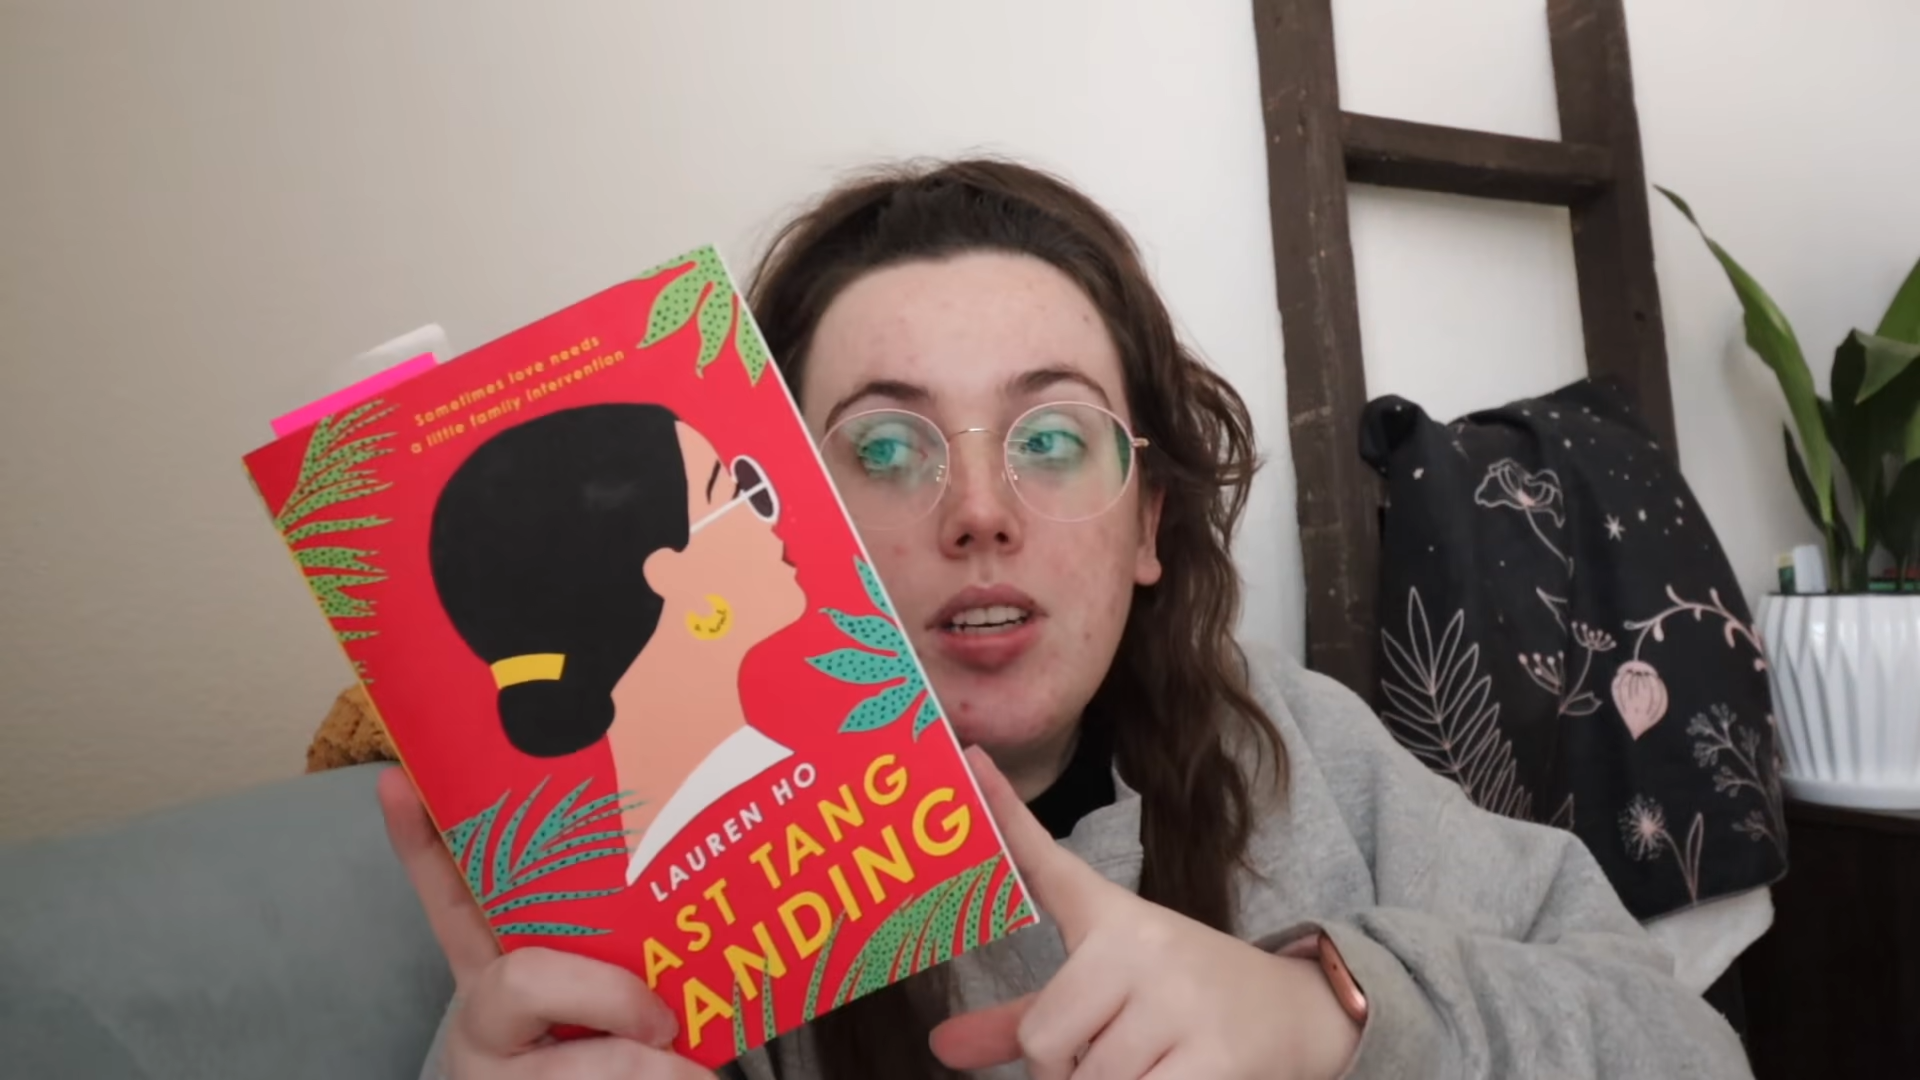 Sometimes love needs
a little family intervention
LAUREN HO
AST TANG
ANDING